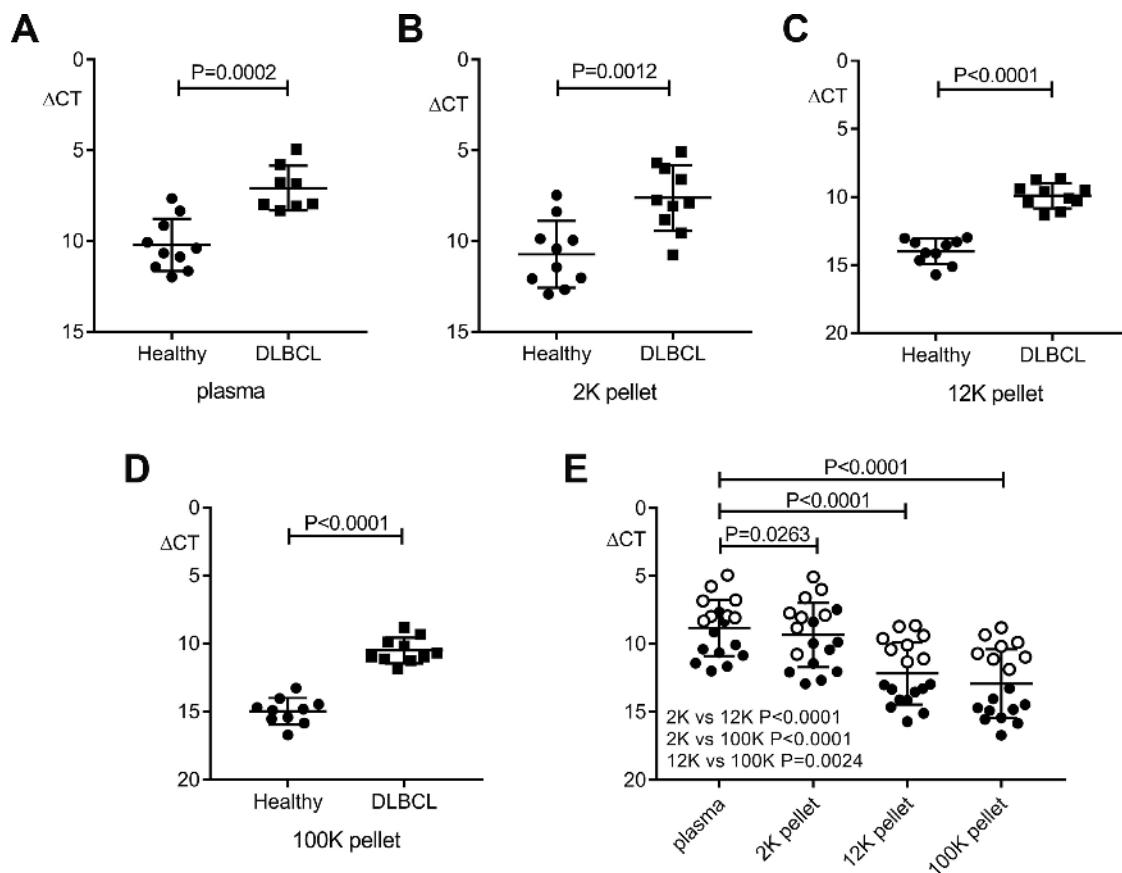 A
0
5
10
15
ΔCT
P=0.0002
Healthy DLBCL
plasma
B
0
5
10
15
ΔCT
P=0.0012
Healthy DLBCL
2K pellet
C
0
5
10
15
20
ΔCT
P<0.0001
Healthy DLBCL
12K pellet
D
0
5
10
15
20
ΔCT
P<0.0001
Healthy DLBCL
100K pellet
E
P<0.0001
P<0.0001
P=0.0263
0
5
10
15
20
ΔCT
2K vs 12K P<0.0001
2K vs 100K P<0.0001
12K vs 100K P=0.0024
plasma
2K pellet
12K pellet
100K pellet